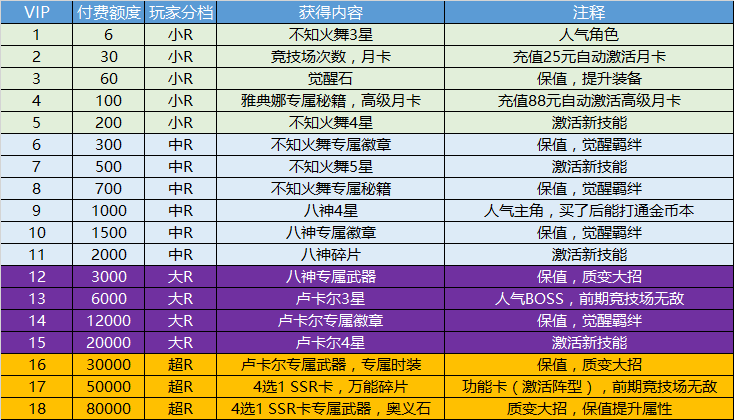 VIP 付费额度 玩家分档 获得内容 注释
1 6 小R 不知火舞3星 人气角色
2 30 小R 竞技场次数，月卡 充值25元自动激活月卡
3 60 小R 觉醒石 保值，提升装备
4 100 小R 雅典娜专属秘籍，高级月卡 充值88元自动激活高级月卡
5 200 小R 不知火舞4星 激活新技能
6 300 中R 不知火舞专属徽章 保值，觉醒羁绊
7 500 中R 不知火舞5星 激活新技能
8 700 中R 不知火舞专属秘籍 保值，觉醒羁绊
9 1000 中R 八神4星 人气主角，买了后能打通金币本
10 1500 中R 八神专属徽章 保值，觉醒羁绊
11 2000 中R 八神碎片 激活新技能
12 3000 大R 八神专属武器 保值，质变大招
13 6000 大R 卢卡尔3星 人气BOSS，前期竞技场无敌
14 12000 大R 卢卡尔专属徽章 保值，觉醒羁绊
15 20000 大R 卢卡尔4星 激活新技能
16 30000 超R 卢卡尔专属武器，专属时装 保值，质变大招
17 50000 超R 4选1 SSR卡，万能碎片 功能卡（激活阵型），前期竞技场无敌
18 80000 超R 4选1 SSR卡专属武器，奥义石 质变大招，保值提升属性